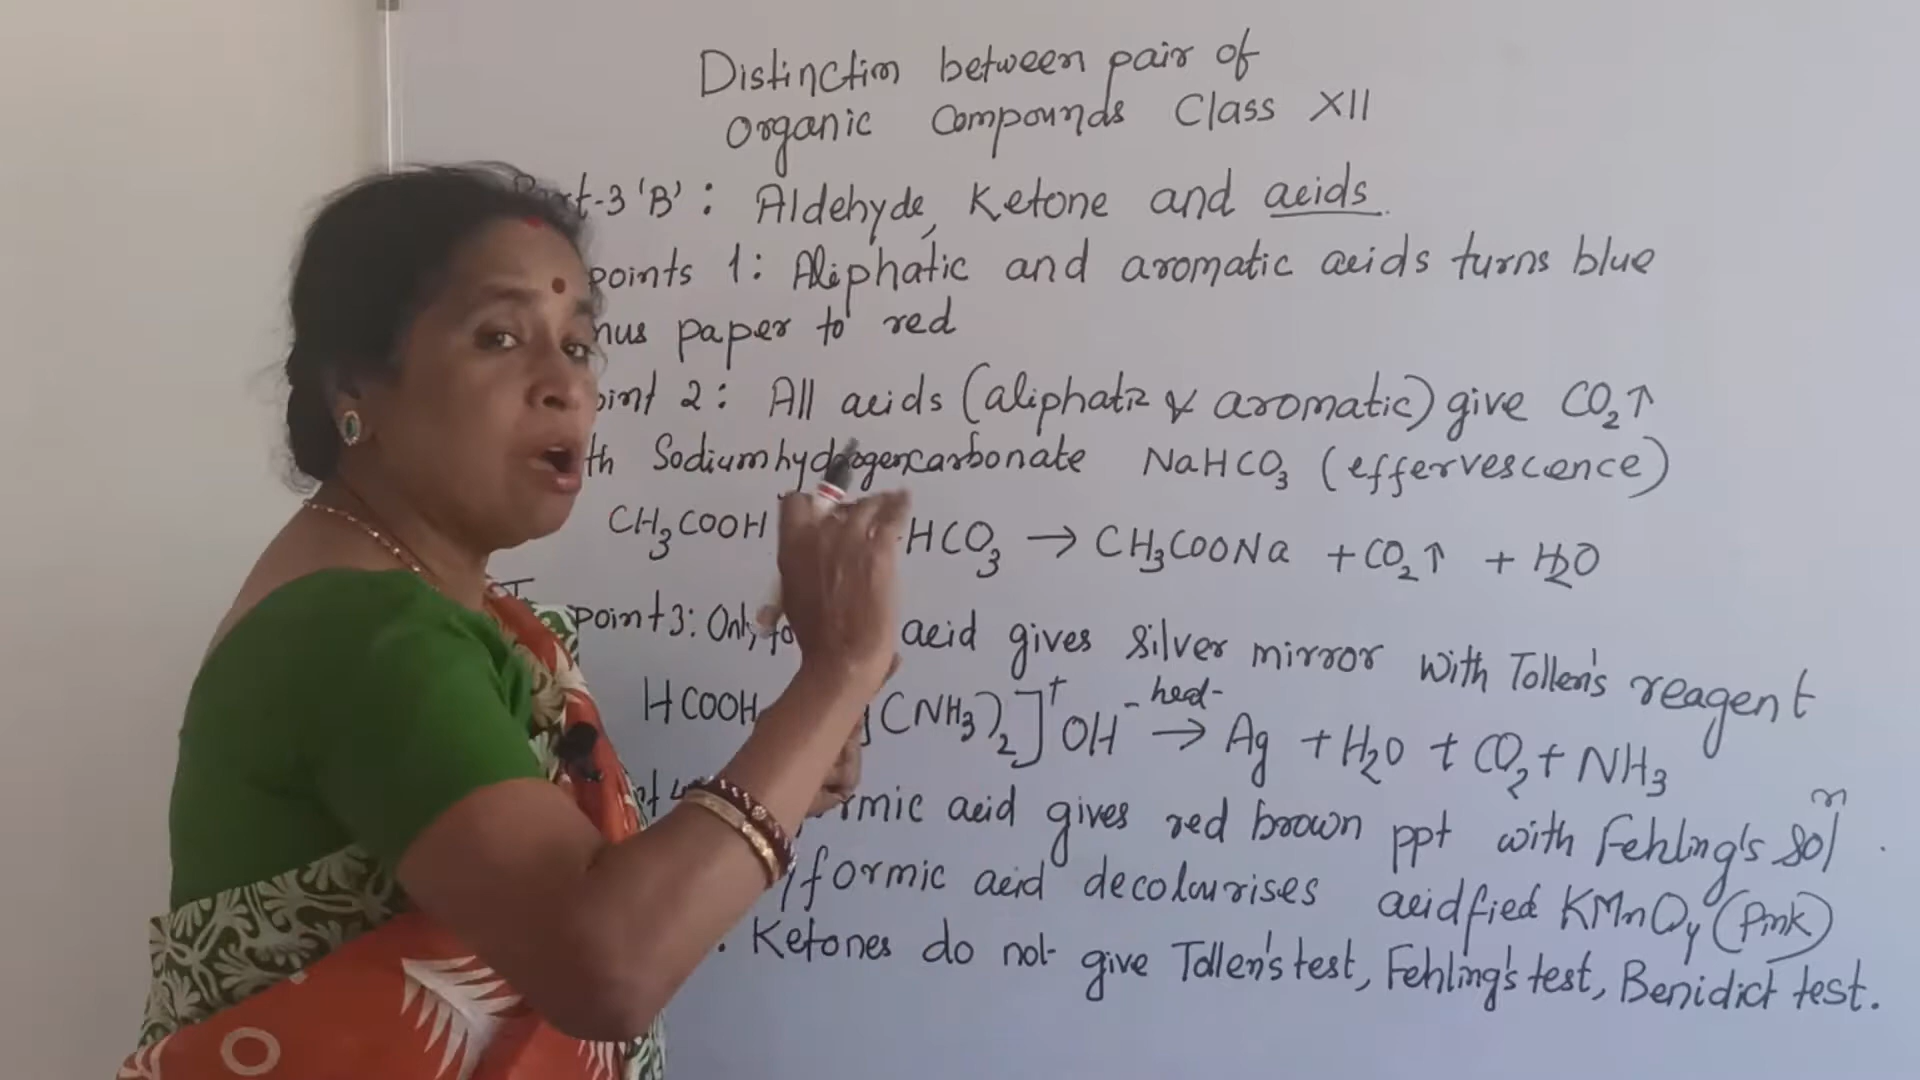 Distinction between pair of
Organic Compounds Class XII
-3 'B' : Aldehyde, Ketone and acids.
points 1: Aliphatic and aromatic acids turns blue
paper to red
2: All acids (aliphatic & aromatic) give CO₂↑
Sodiumhydrogencarbonate NaHCO₃ (effervescence)
CH₃COOH HCO₃ → CH₃COONa + CO₂↑ + H₂O
point 3: Only acid gives silver mirror with Tollen's reagent
HCOOH (NH₃)₂]⁺ OH⁻ heat → Ag + H₂O + CO₂ + NH₃
acid gives red brown ppt with Fehling's solⁿ.
formic acid decolourises acidfied KMnO₄ (Pink)
Ketones do not give Tollen's test, Fehling's test, Benidict test.